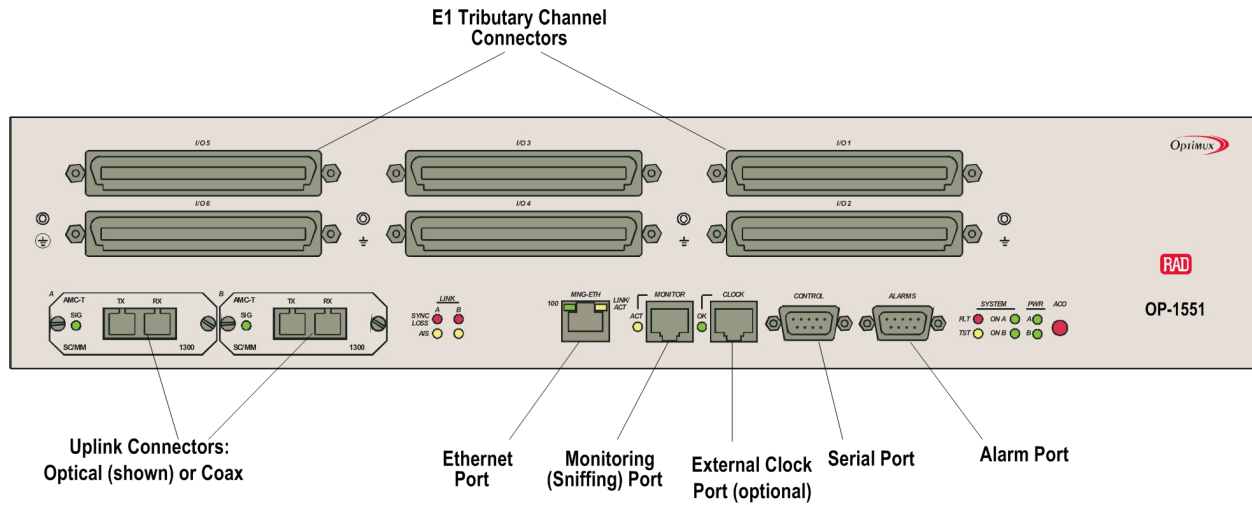 E1 Tributary Channel
Connectors
I/O 5
I/O 3
I/O 1
OPTIMUX
I/O 6
I/O 4
I/O 2
RAD
OP-1551
A
AMC-T
TX
RX
SIG
SC/MM
1300
B
AMC-T
TX
RX
SIG
SC/MM
1300
LINK
A
B
SYNC
LOSS
AIS
MNG-ETH
100
LINK/
ACT
MONITOR
ACT
CLOCK
OK
CONTROL
ALARMS
SYSTEM
FLT
ON A
TST
ON B
PWR
A
B
ACO
Uplink Connectors:
Optical (shown) or Coax
Ethernet
Port
Monitoring
(Sniffing) Port
External Clock
Port (optional)
Serial Port
Alarm Port